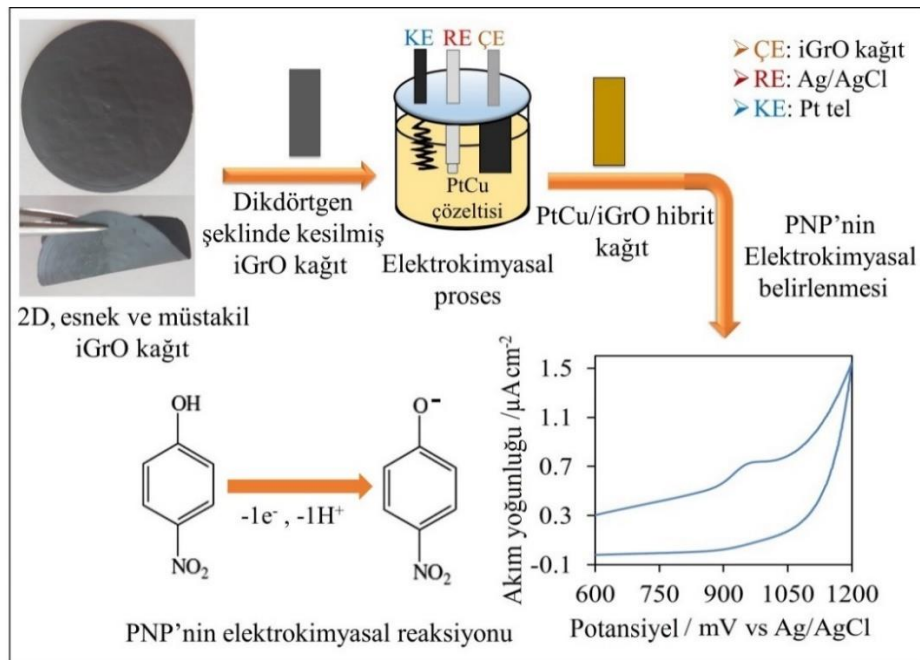 KE RE ÇE
➢ ÇE: iGrO kağıt
➢ RE: Ag/AgCl
➢ KE: Pt tel
PtCu
çözeltisi
Dikdörtgen
şeklinde kesilmiş
iGrO kağıt
Elektrokimyasal
proses
PtCu/iGrO hibrit
kağıt
PNP’nin
Elektrokimyasal
belirlenmesi
2D, esnek ve müstakil
iGrO kağıt
OH
NO₂
-1e⁻ , -1H⁺
O⁻
NO₂
PNP’nin elektrokimyasal reaksiyonu
Akım yoğunluğu /µAcm⁻²
1.5
1.1
0.7
0.3
-0.1
600 750 900 1050 1200
Potansiyel / mV vs Ag/AgCl